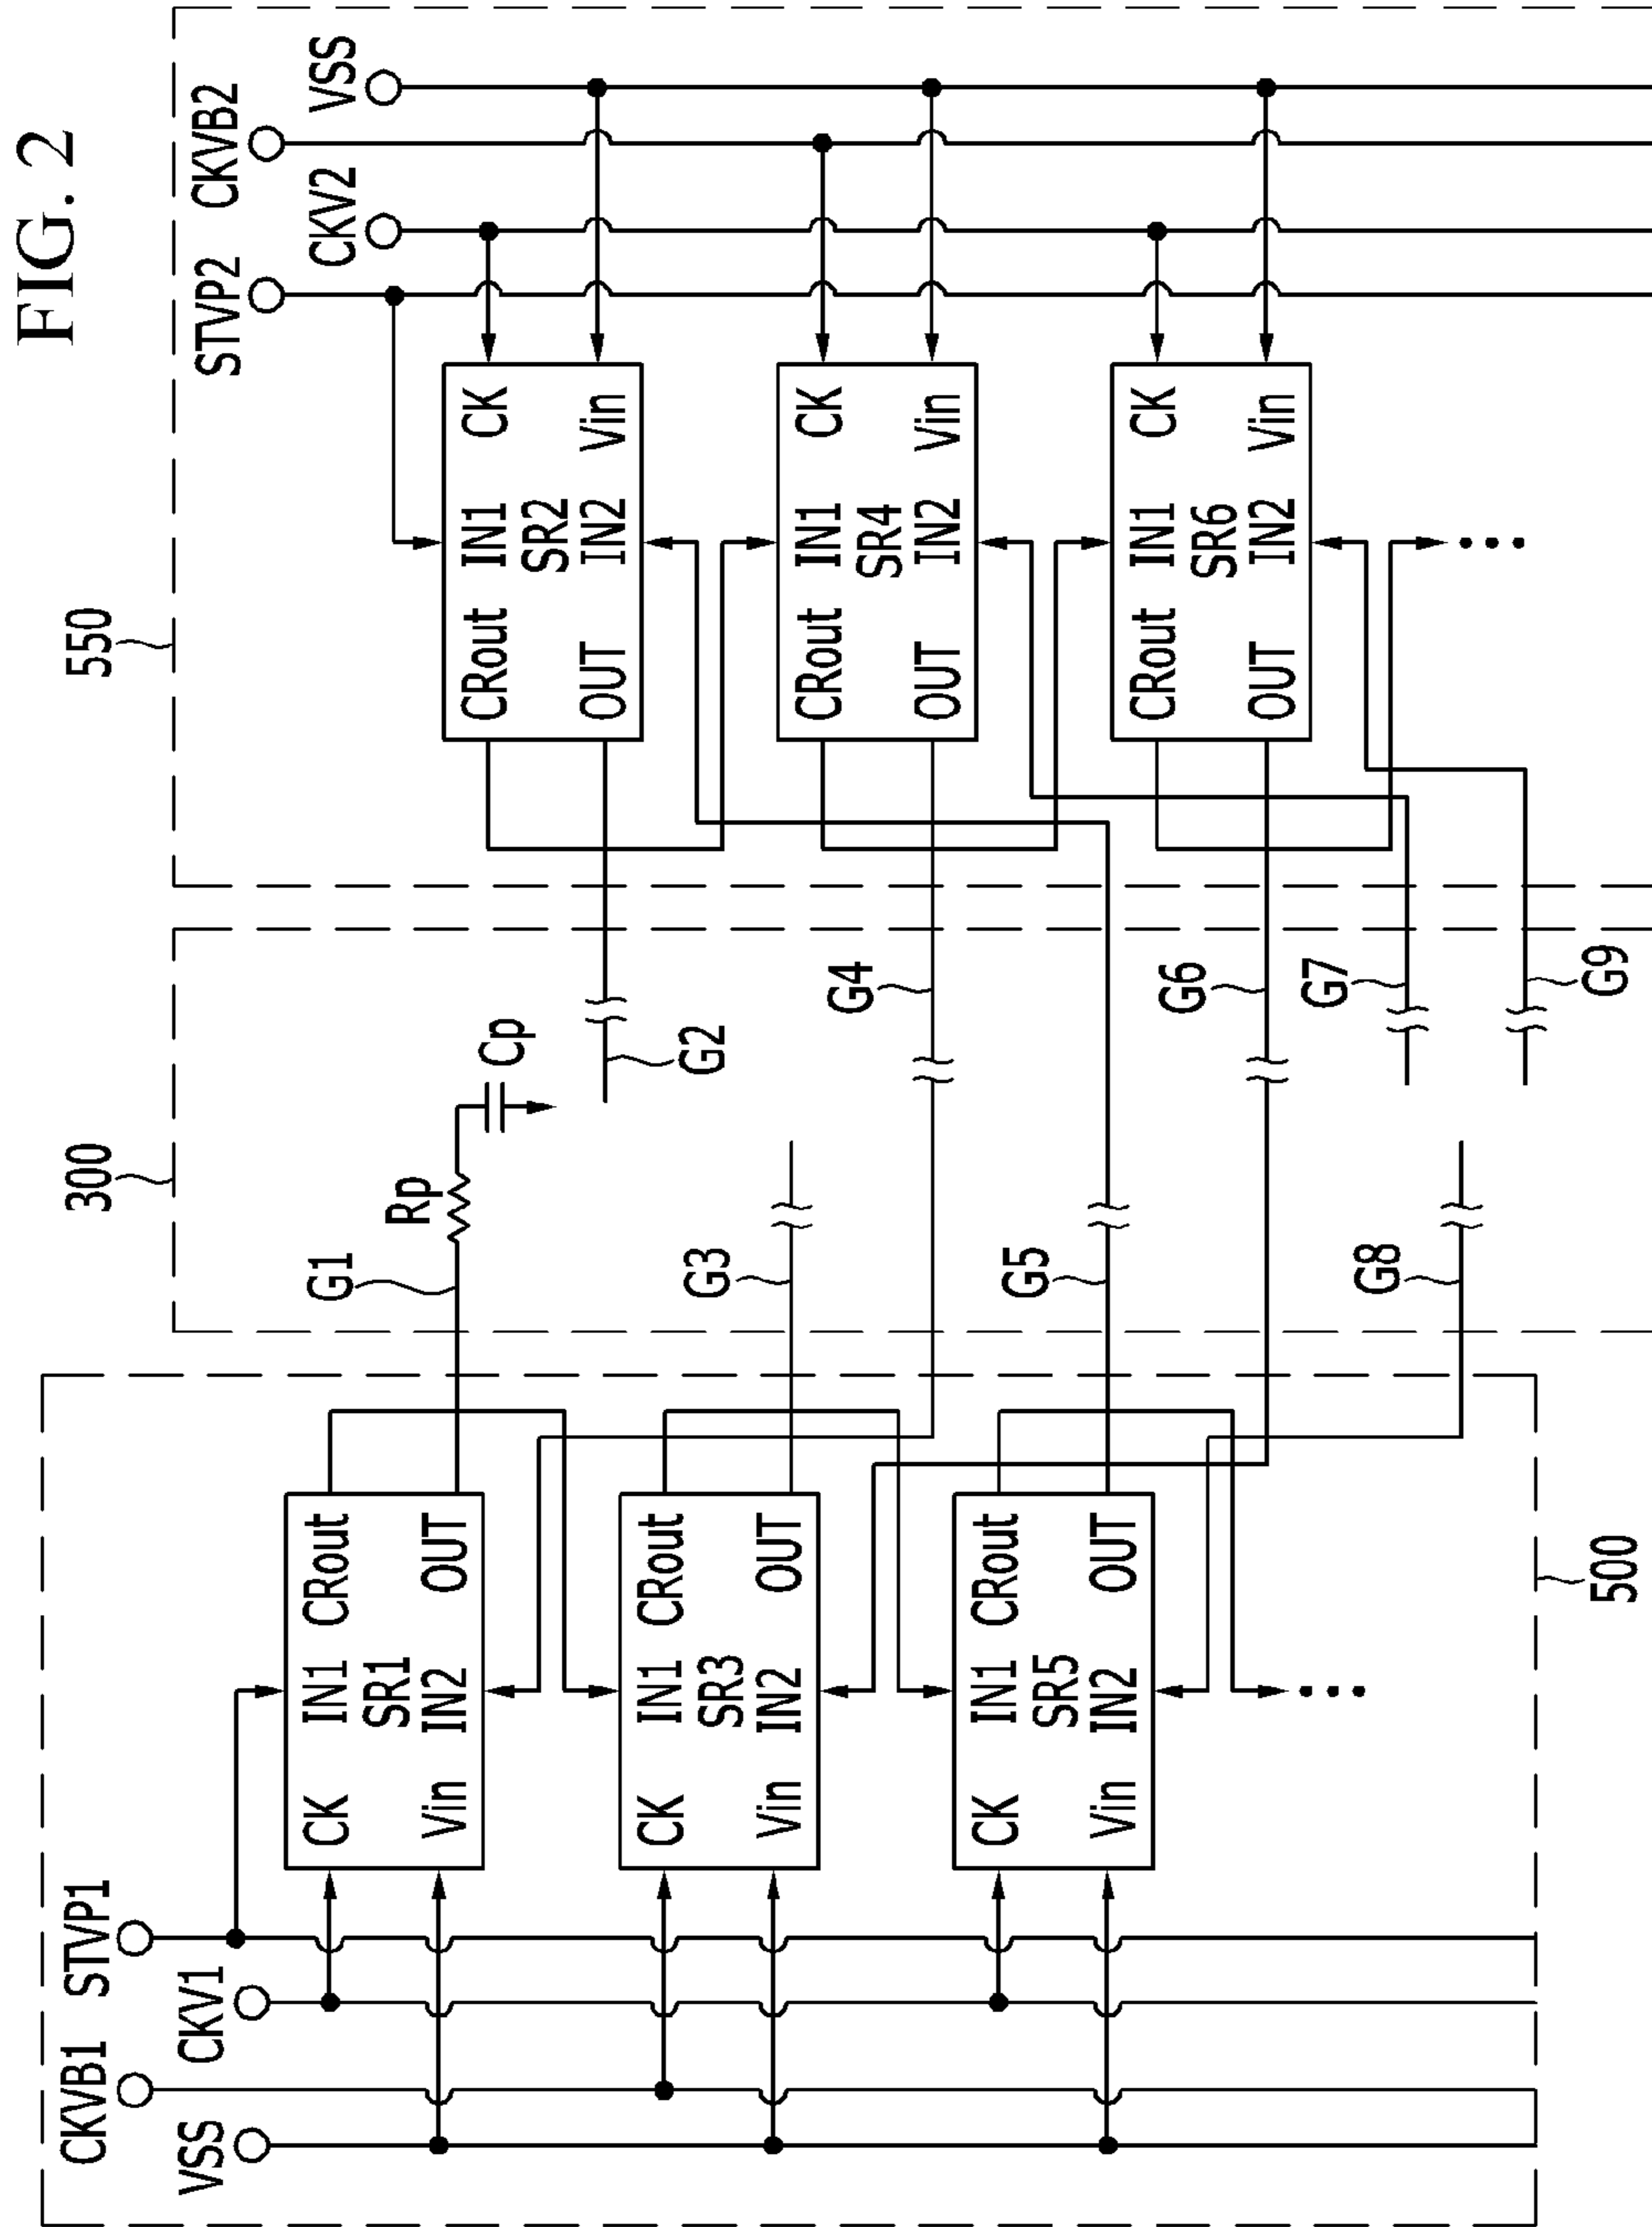 FIG. 2
500
300
550
CKVB1
STVP1
VSS
CKV1
STVP2
CKVB2
CKV2
VSS
CK IN1 CRout
SR1
Vin IN2 OUT
G1
Rp
Cp
CRout IN1 CK
SR2
OUT IN2 Vin
G2
CK IN1 CRout
SR3
Vin IN2 OUT
G3
G4
CRout IN1 CK
SR4
OUT IN2 Vin
CK IN1 CRout
SR5
Vin IN2 OUT
G5
G6
CRout IN1 CK
SR6
OUT IN2 Vin
G7
G8
G9